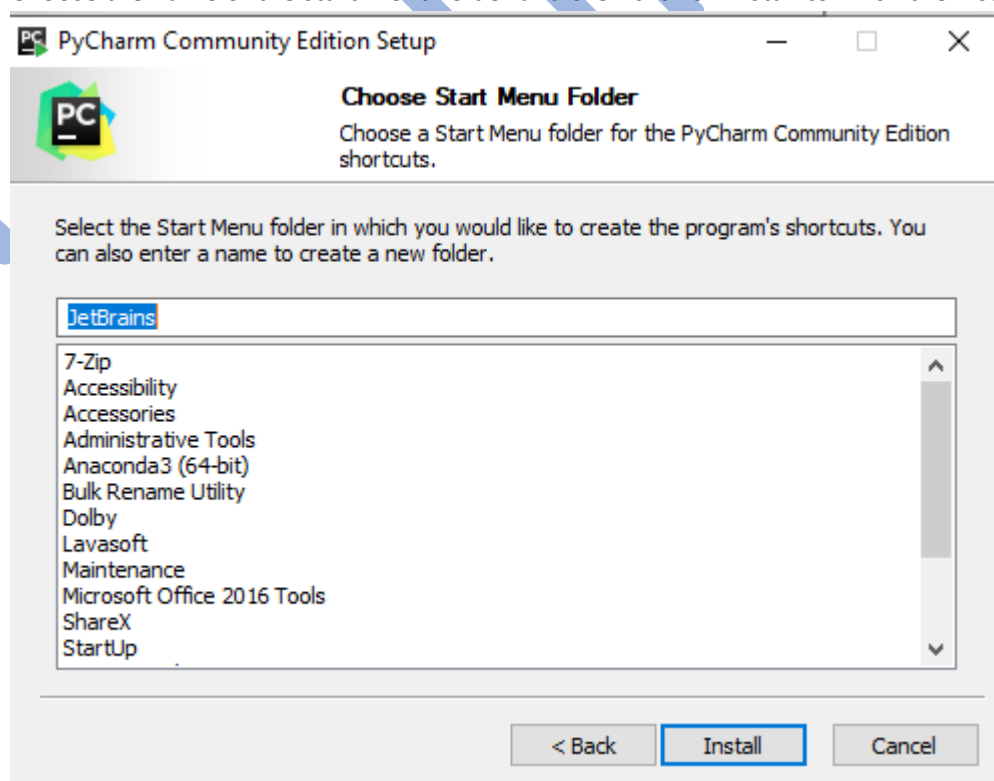 PyCharm Community Edition Setup
PC
Choose Start Menu Folder
Choose a Start Menu folder for the PyCharm Community Edition
shortcuts.
Select the Start Menu folder in which you would like to create the program's shortcuts. You
can also enter a name to create a new folder.
JetBrains
7-Zip
Accessibility
Accessories
Administrative Tools
Anaconda3 (64-bit)
Bulk Rename Utility
Dolby
Lavasoft
Maintenance
Microsoft Office 2016 Tools
ShareX
StartUp
< Back
Install
Cancel